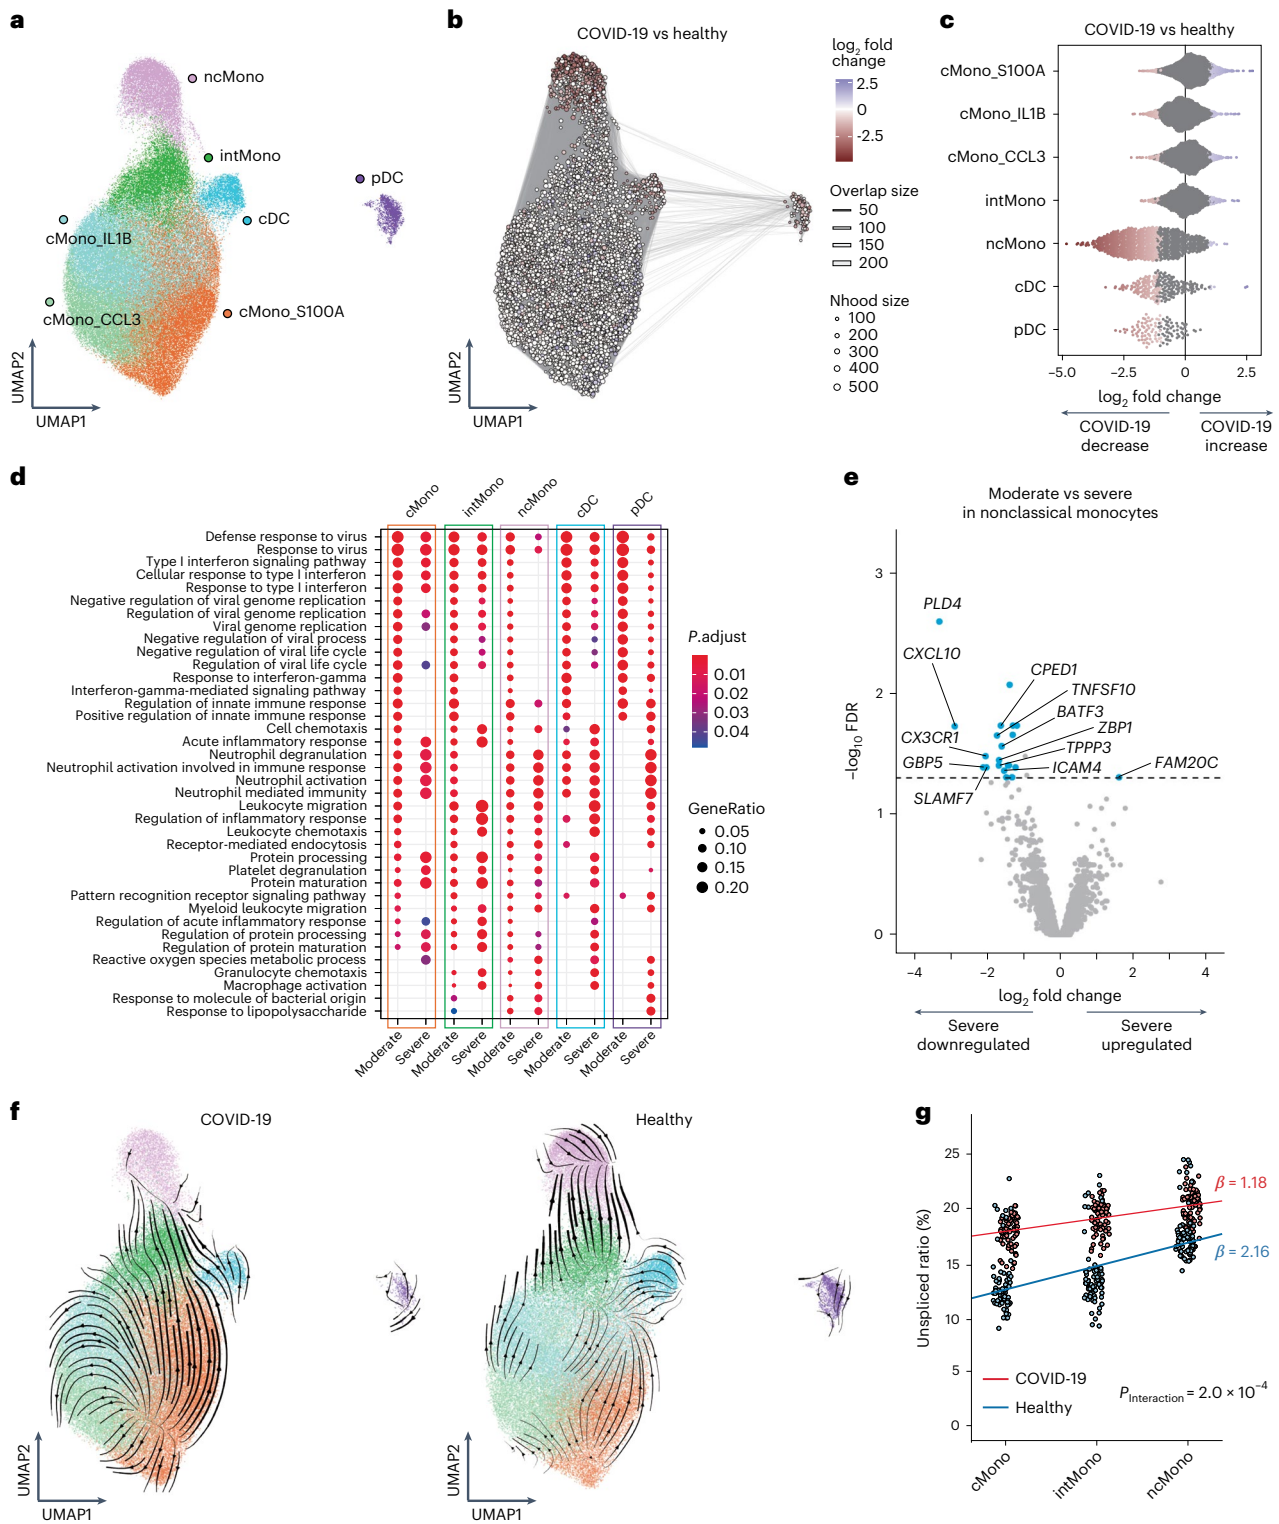 a
ncMono
intMono
pDC
cDC
cMono_IL1B
cMono_CCL3
cMono_S100A
UMAP2
UMAP1
b
COVID-19 vs healthy
log2 fold
change
2.5
0
−2.5
Overlap size
50
100
150
200
Nhood size
100
200
300
400
500
UMAP2
UMAP1
c
COVID-19 vs healthy
cMono_S100A
cMono_IL1B
cMono_CCL3
intMono
ncMono
cDC
pDC
−5.0 −2.5 0 2.5
log2 fold change
COVID-19
decrease
COVID-19
increase
d
cMono intMono ncMono cDC pDC
Defense response to virus
Response to virus
Type I interferon signaling pathway
Cellular response to type I interferon
Response to type I interferon
Negative regulation of viral genome replication
Regulation of viral genome replication
Viral genome replication
Negative regulation of viral process
Negative regulation of viral life cycle
Regulation of viral life cycle
Response to interferon-gamma
Interferon-gamma-mediated signaling pathway
Regulation of innate immune response
Positive regulation of innate immune response
Cell chemotaxis
Acute inflammatory response
Neutrophil degranulation
Neutrophil activation involved in immune response
Neutrophil activation
Neutrophil mediated immunity
Leukocyte migration
Regulation of inflammatory response
Leukocyte chemotaxis
Receptor-mediated endocytosis
Protein processing
Platelet degranulation
Protein maturation
Pattern recognition receptor signaling pathway
Myeloid leukocyte migration
Regulation of acute inflammatory response
Regulation of protein processing
Regulation of protein maturation
Reactive oxygen species metabolic process
Granulocyte chemotaxis
Macrophage activation
Response to molecule of bacterial origin
Response to lipopolysaccharide
Moderate Severe Moderate Severe Moderate Severe Moderate Severe Moderate Severe
P.adjust
0.01
0.02
0.03
0.04
GeneRatio
0.05
0.10
0.15
0.20
e
Moderate vs severe
in nonclassical monocytes
−log10 FDR
3
2
1
0
PLD4
CXCL10
CPED1
TNFSF10
BATF3
CX3CR1
ZBP1
TPPP3
GBP5
ICAM4
FAM20C
SLAMF7
−4 −2 0 2 4
log2 fold change
Severe
downregulated
Severe
upregulated
f
COVID-19
Healthy
UMAP2
UMAP1
UMAP2
UMAP1
g
Unspliced ratio (%)
25
20
15
10
5
0
β = 1.18
β = 2.16
COVID-19
Healthy
PInteraction = 2.0 × 10−4
cMono intMono ncMono